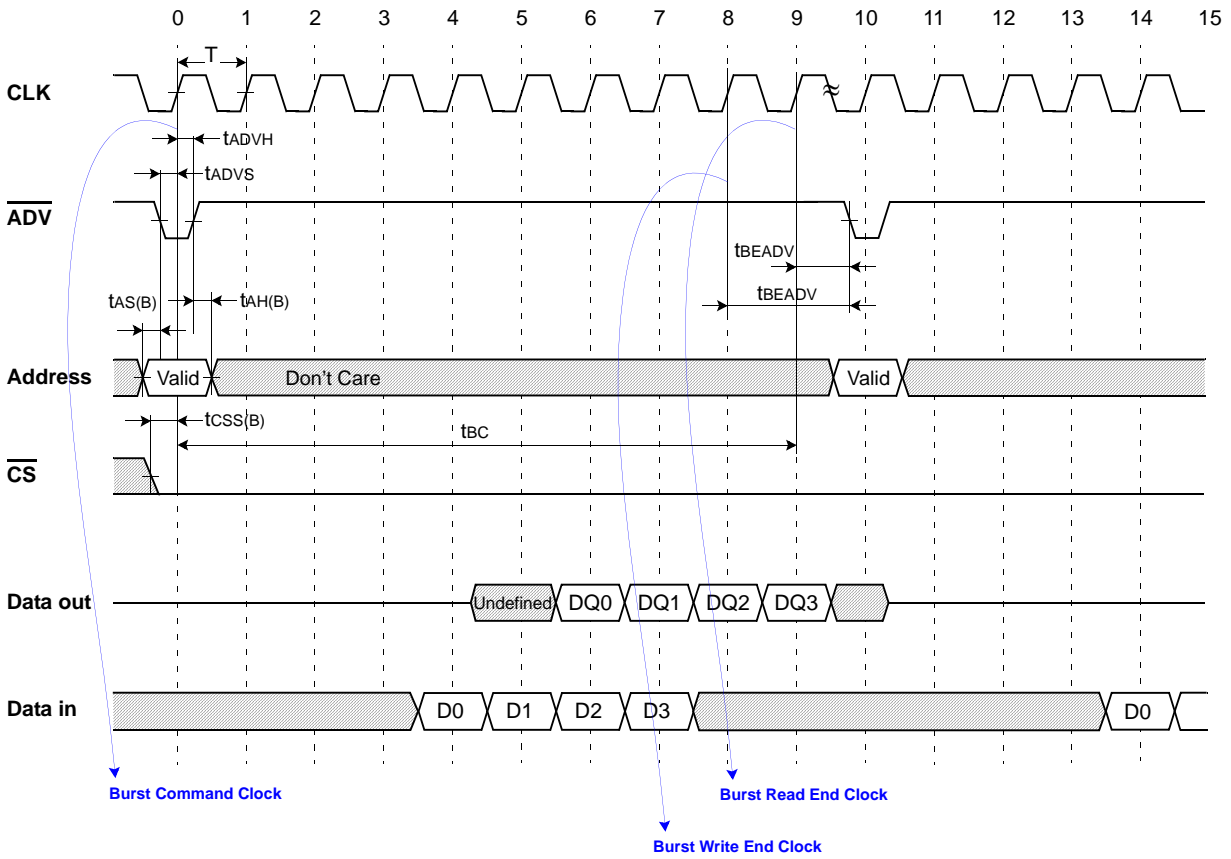 0 1 2 3 4 5 6 7 8 9 10 11 12 13 14 15
T
CLK
tADVH
tADVS
ADV
tBEADV
tBEADV
tAS(B) tAH(B)
Address Valid Don't Care Valid
tCSS(B)
tBC
CS
Data out Undefined DQ0 DQ1 DQ2 DQ3
Data in D0 D1 D2 D3 D0
Burst Command Clock Burst Read End Clock
Burst Write End Clock